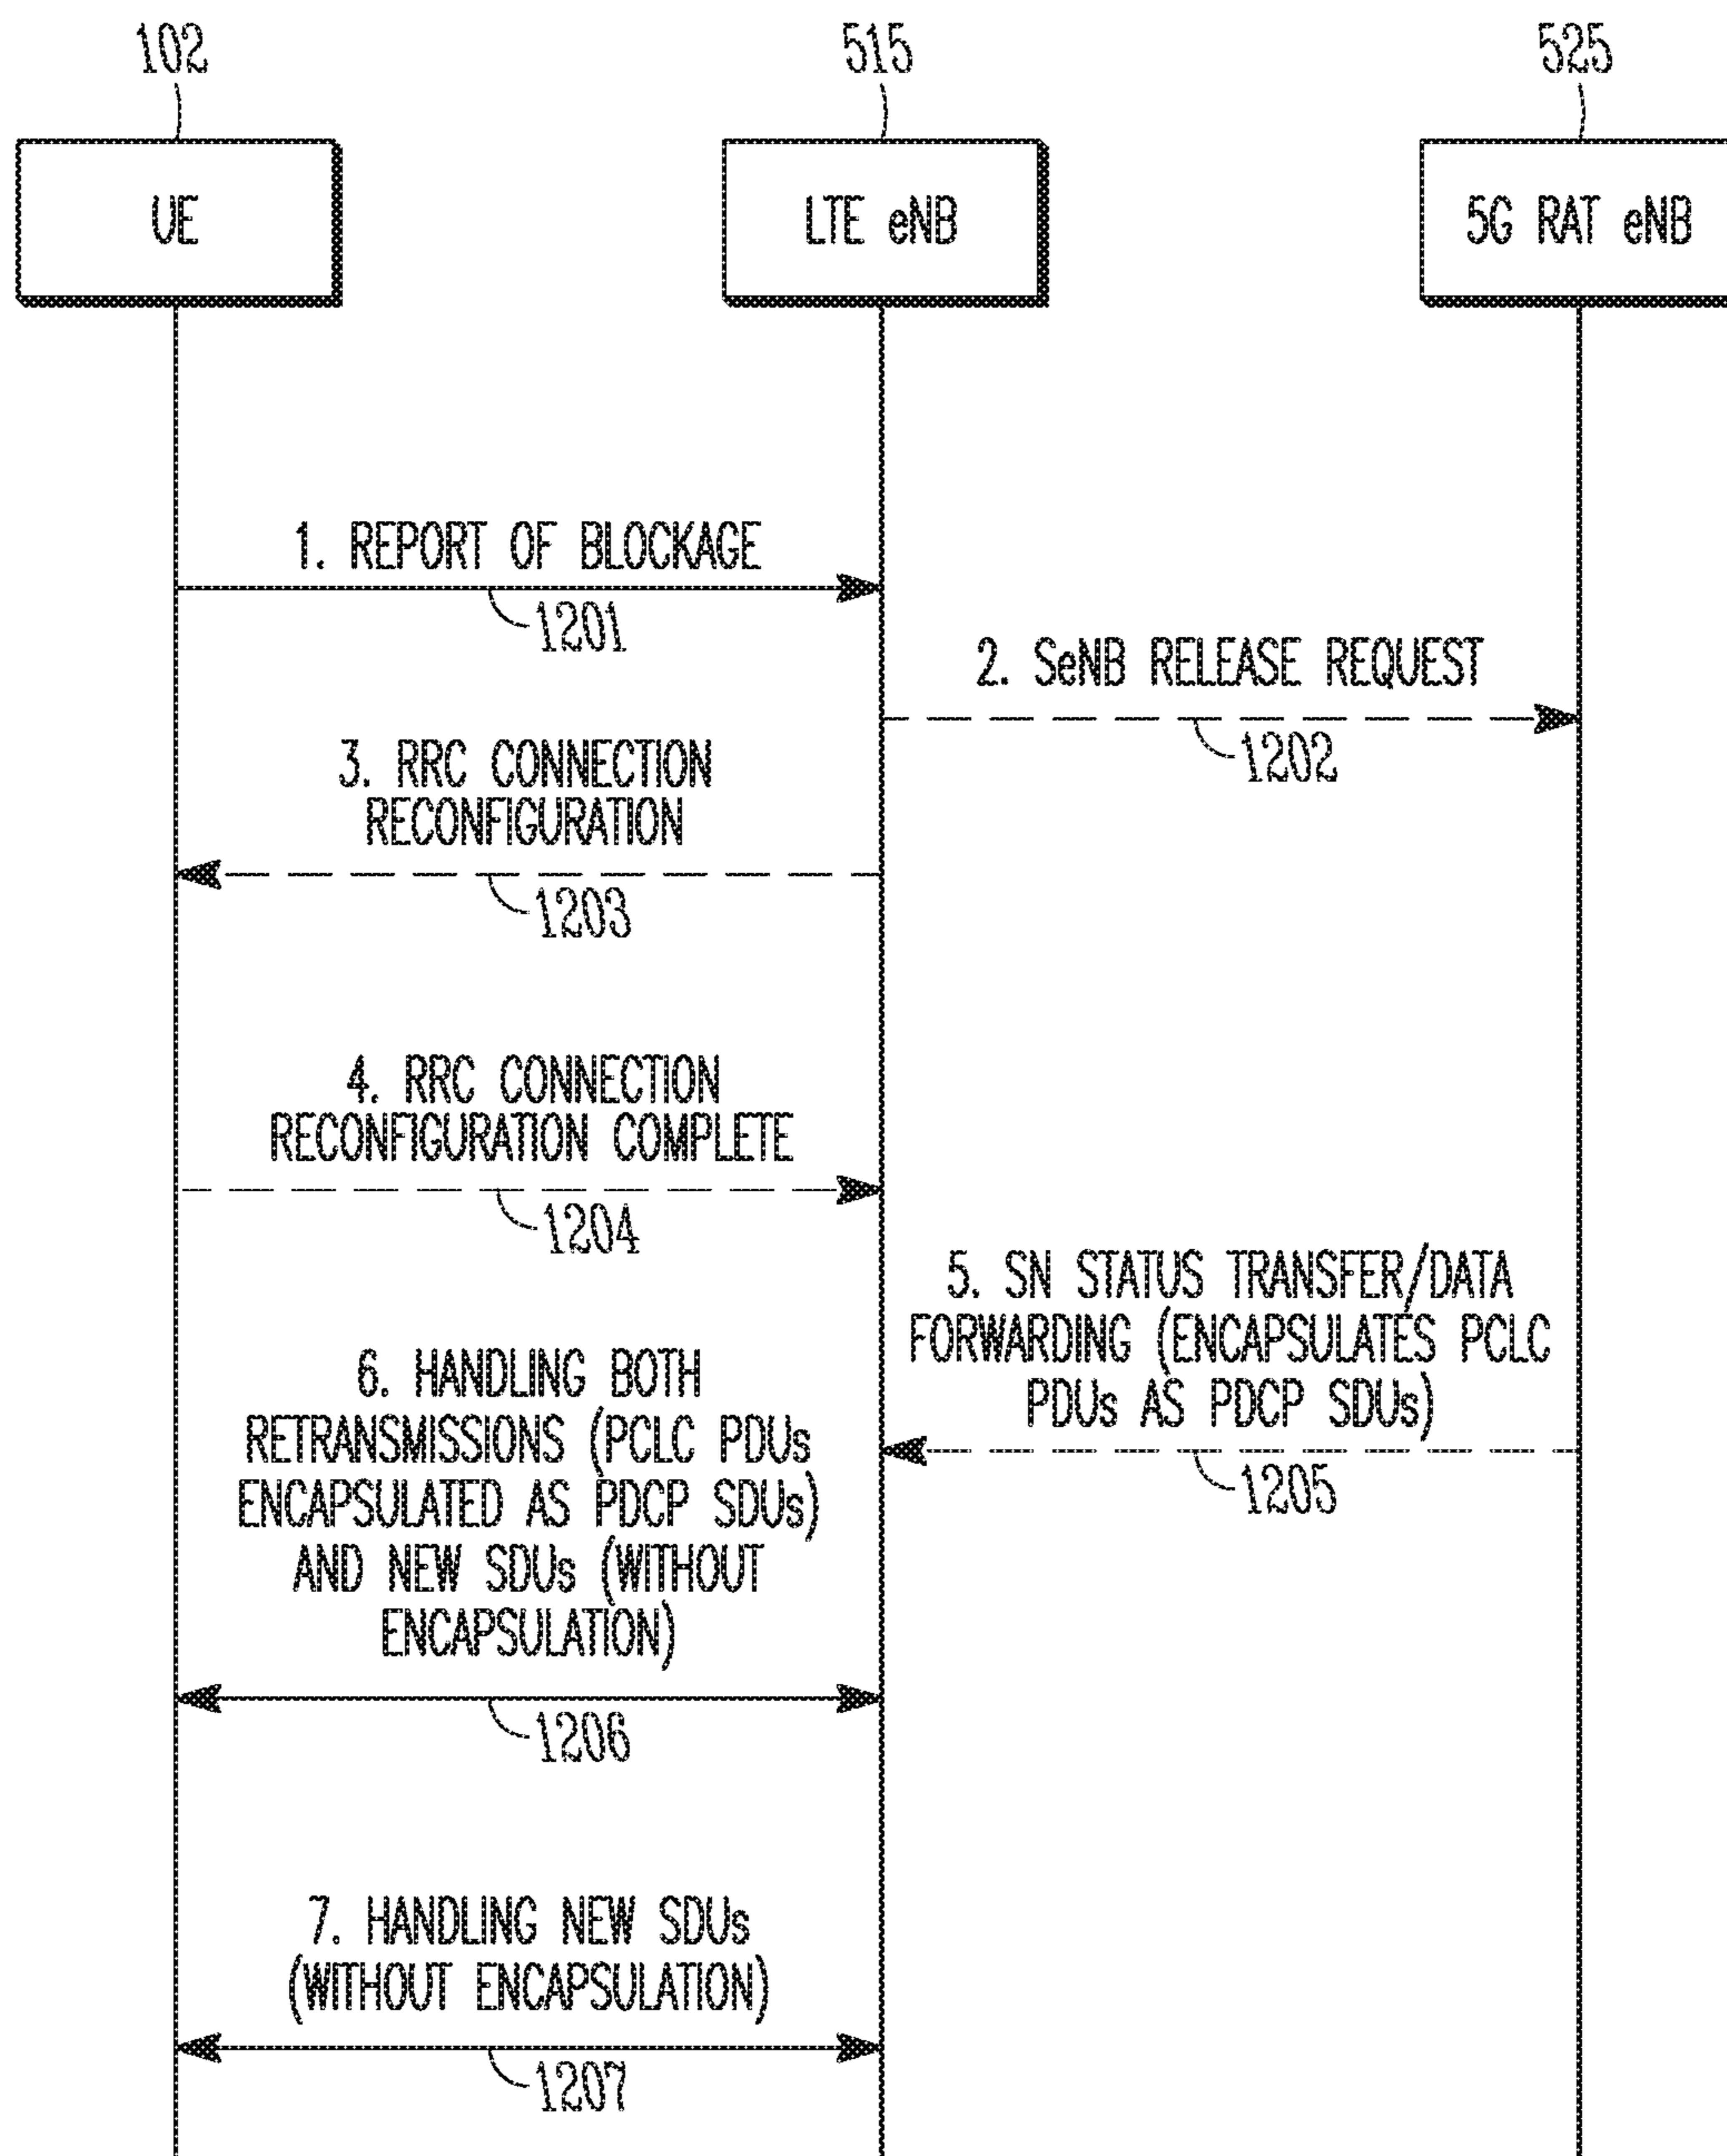 102
515
525
UE
LTE eNB
5G RAT eNB
1. REPORT OF BLOCKAGE
1201
2. SeNB RELEASE REQUEST
1202
3. RRC CONNECTION
RECONFIGURATION
1203
4. RRC CONNECTION
RECONFIGURATION COMPLETE
1204
5. SN STATUS TRANSFER/DATA
FORWARDING (ENCAPSULATES PCLC
PDUs AS PDCP SDUs)
1205
6. HANDLING BOTH
RETRANSMISSIONS (PCLC PDUs
ENCAPSULATED AS PDCP SDUs)
AND NEW SDUs (WITHOUT
ENCAPSULATION)
1206
7. HANDLING NEW SDUs
(WITHOUT ENCAPSULATION)
1207